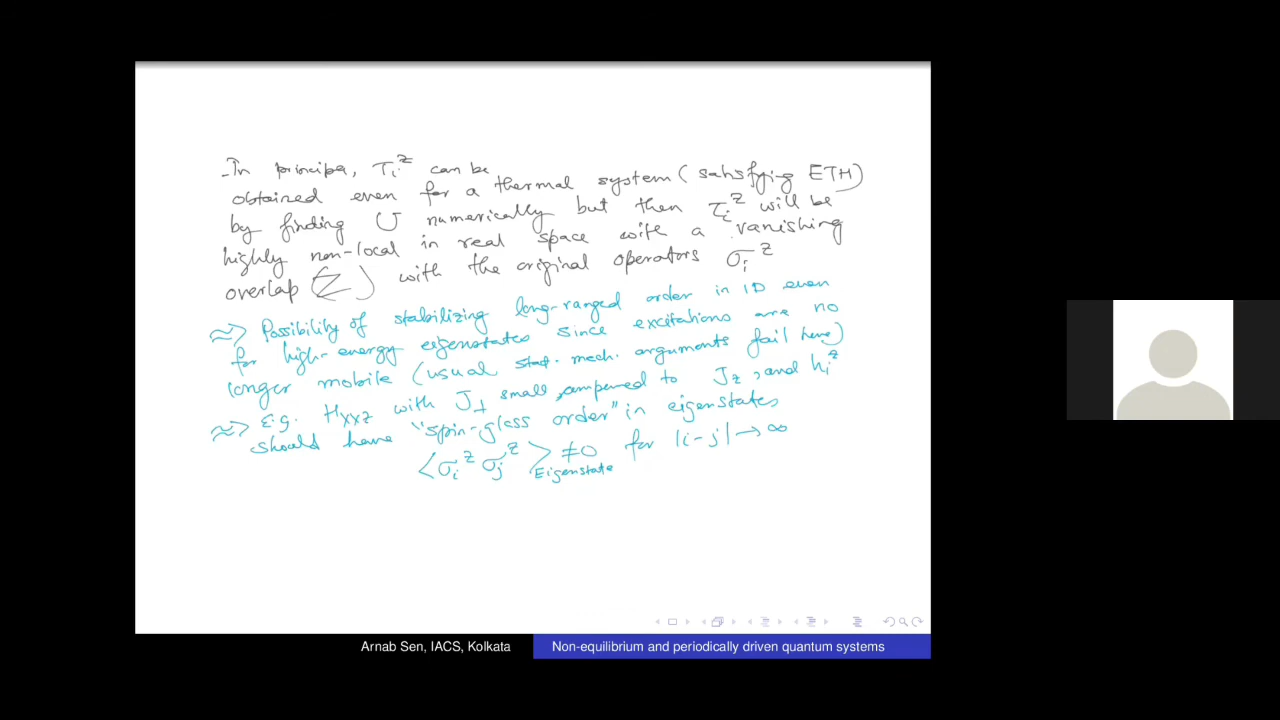 - In principa, τᵢᶻ can be
obtained even for a thermal system (satisfying ETH)
by finding U numerically but then τᵢᶻ will be
highly non-local in real space with a vanishing
overlap (Z) with the original operators σᵢᶻ
≈> Possibility of stabilizing long-ranged order in 1D even
for high-energy eigenstates since excitations are no
longer mobile (usual stat. mech. arguments fail here)
≈> E.g. H_XXZ with J⊥ small compared to J_z, and hᵢᶻ
should have "spin-glass order" in eigenstates
<σᵢᶻ σⱼᶻ>_Eigenstate ≠ 0 for |i-j| → ∞
Arnab Sen, IACS, Kolkata
Non-equilibrium and periodically driven quantum systems